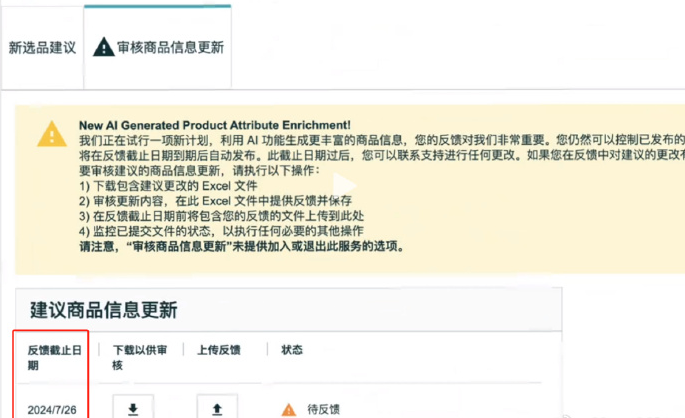 新选品建议
审核商品信息更新
New AI Generated Product Attribute Enrichment!
我们正在试行一项新计划，利用 AI 功能生成更丰富的商品信息，您的反馈对我们非常重要。您仍然可以控制已发布的
将在反馈截止日期到期后自动发布。此截止日期过后，您可以联系支持进行任何更改。如果您在反馈中对建议的更改有
要审核建议的商品信息更新，请执行以下操作：
1) 下载包含建议更改的 Excel 文件
2) 审核更新内容，在此 Excel 文件中提供反馈并保存
3) 在反馈截止日期前将包含您的反馈的文件上传到此处
4) 监控已提交文件的状态，以执行任何必要的其他操作
请注意，“审核商品信息更新”未提供加入或退出此服务的选项。
建议商品信息更新
反馈截止日
期
下载以供审
核
上传反馈
状态
2024/7/26
待反馈